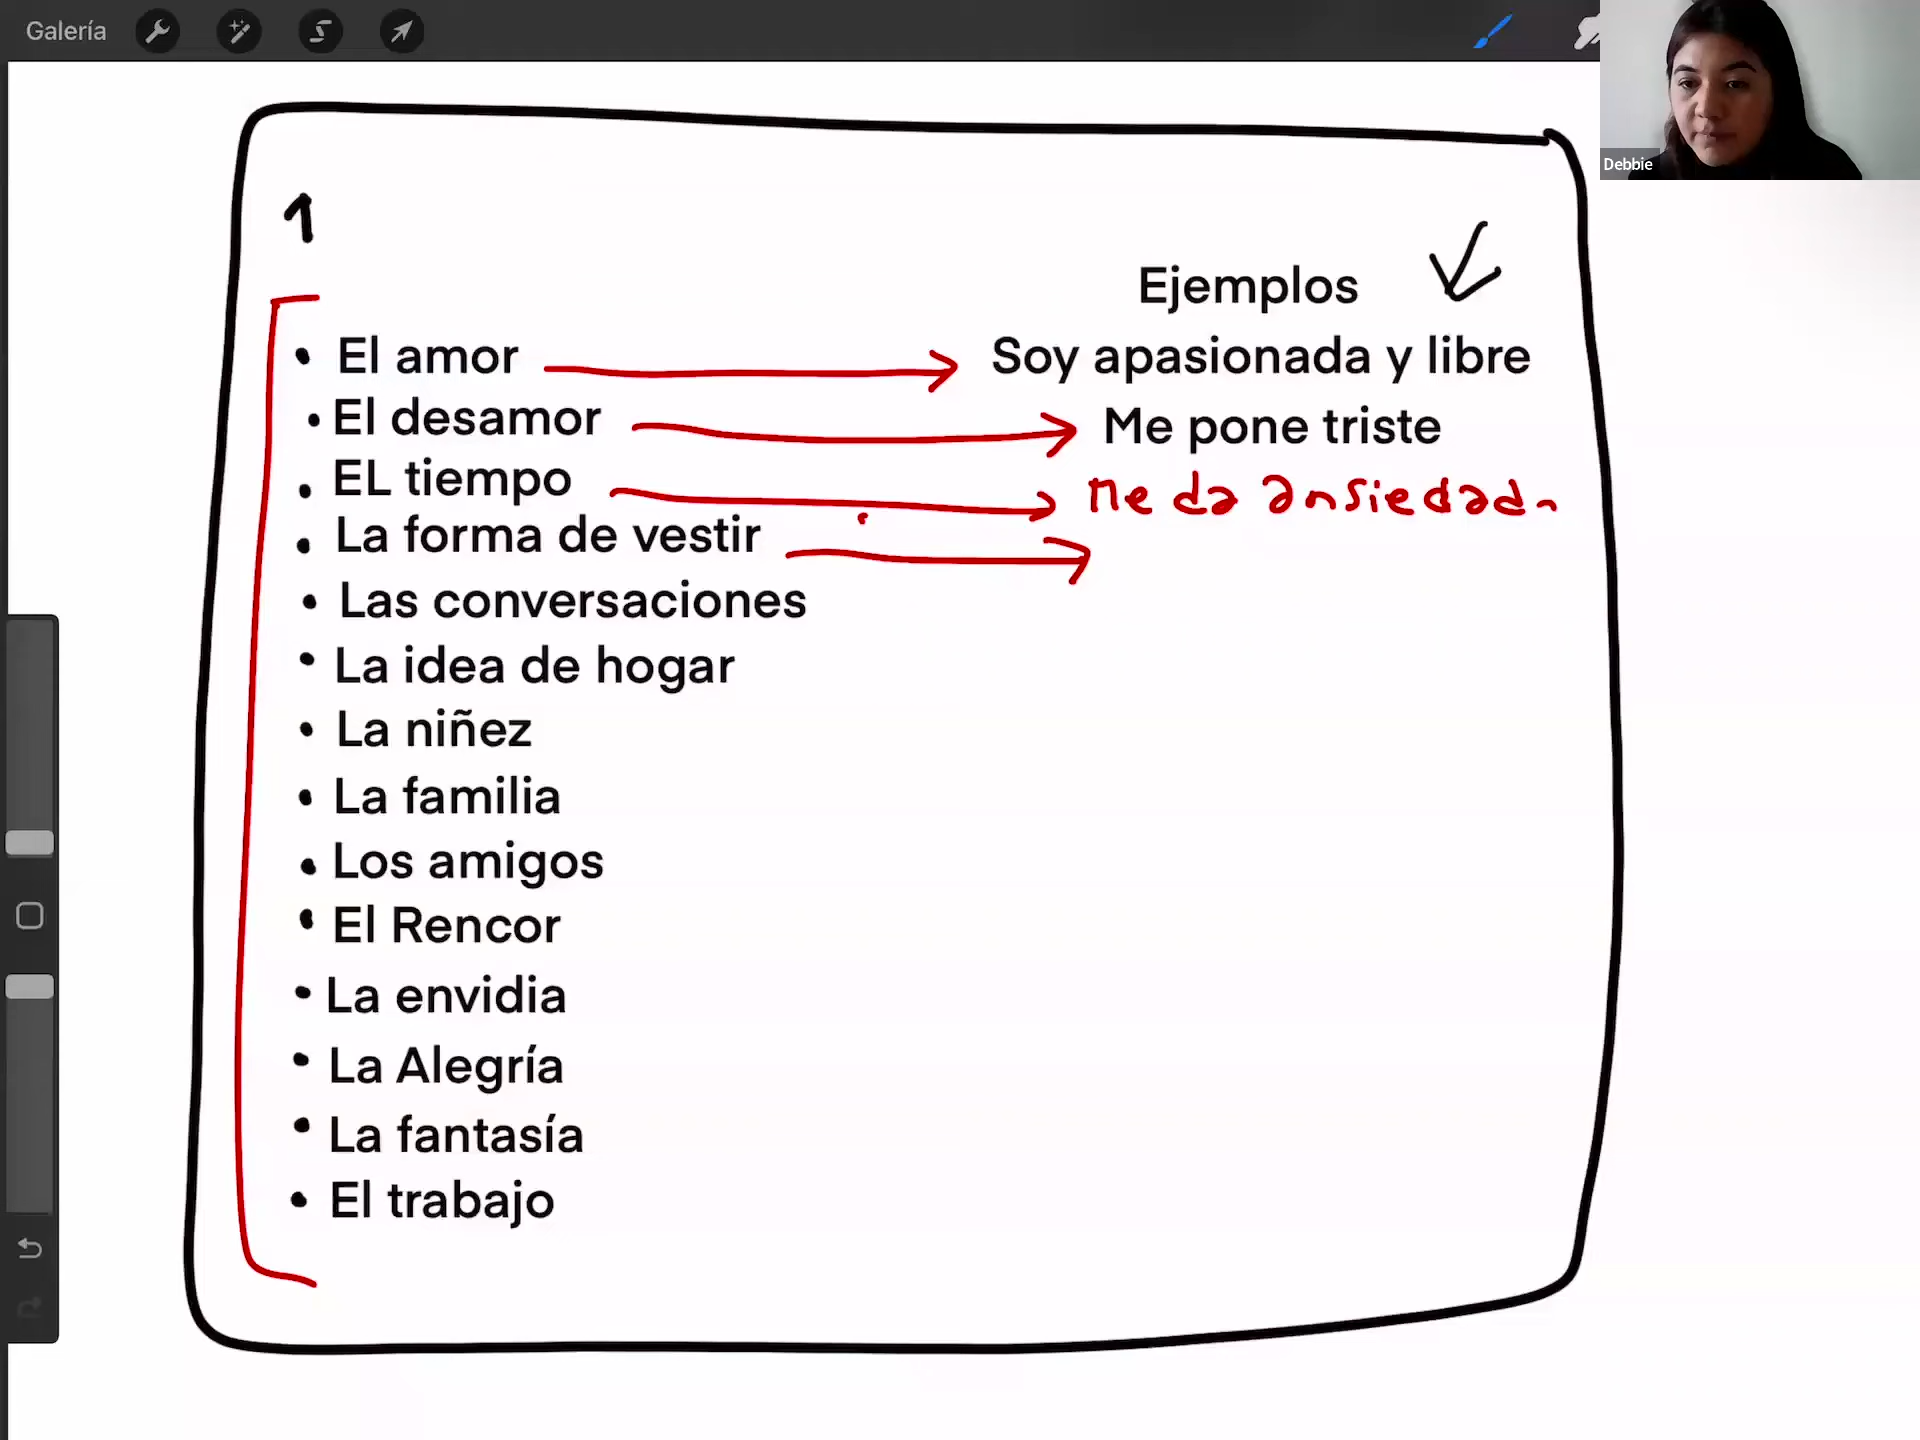 Galería
Debbie
1
Ejemplos
El amor Soy apasionada y libre
El desamor Me pone triste
EL tiempo Me da ansiedad
La forma de vestir
Las conversaciones
La idea de hogar
La niñez
La familia
Los amigos
El Rencor
La envidia
La Alegría
La fantasía
El trabajo